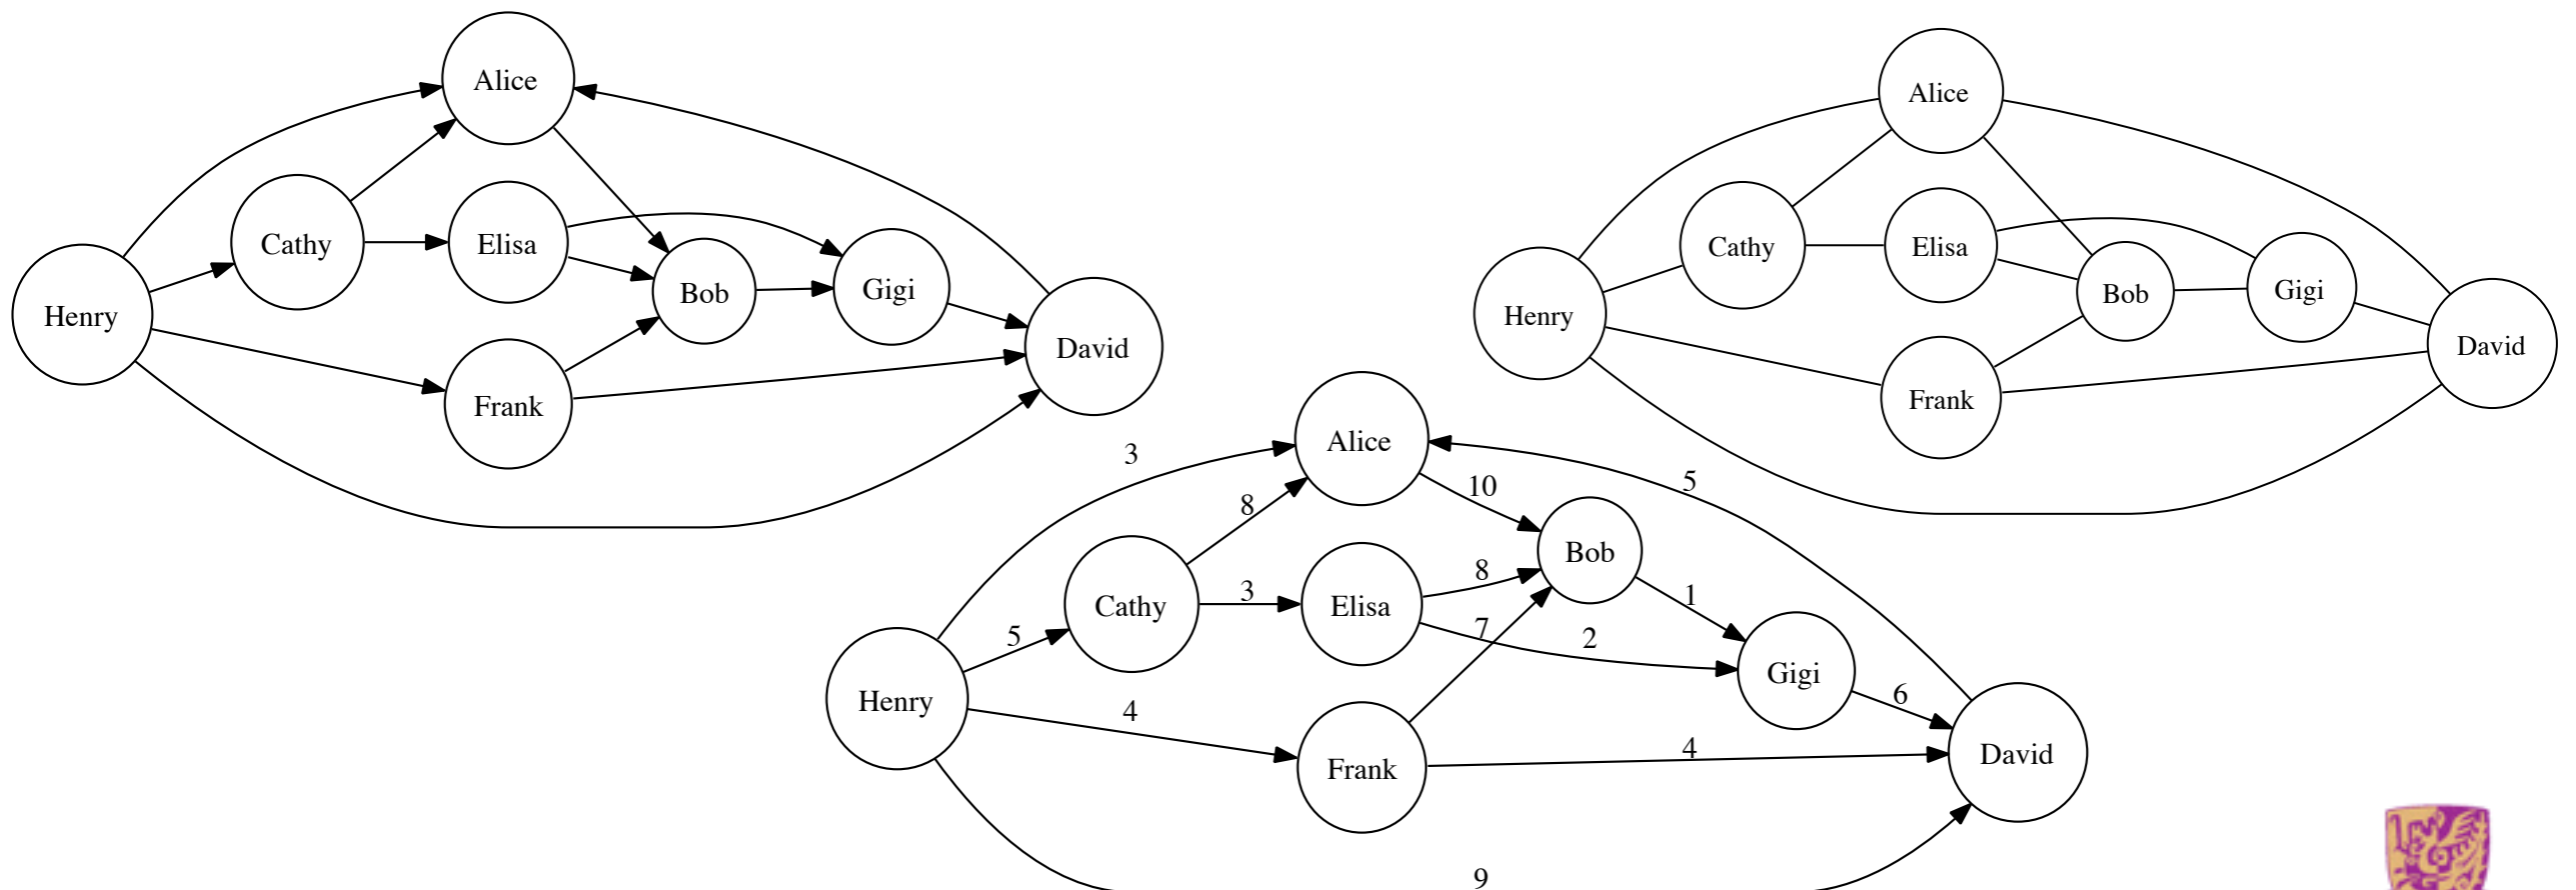 Alice
Cathy
Elisa
Bob
Gigi
Henry
Frank
David
Alice
Cathy
Elisa
Bob
Gigi
Henry
Frank
David
3
Alice
5
10
8
Bob
Cathy
3
Elisa
8
1
5
7
2
Gigi
Henry
4
6
Frank
4
David
9